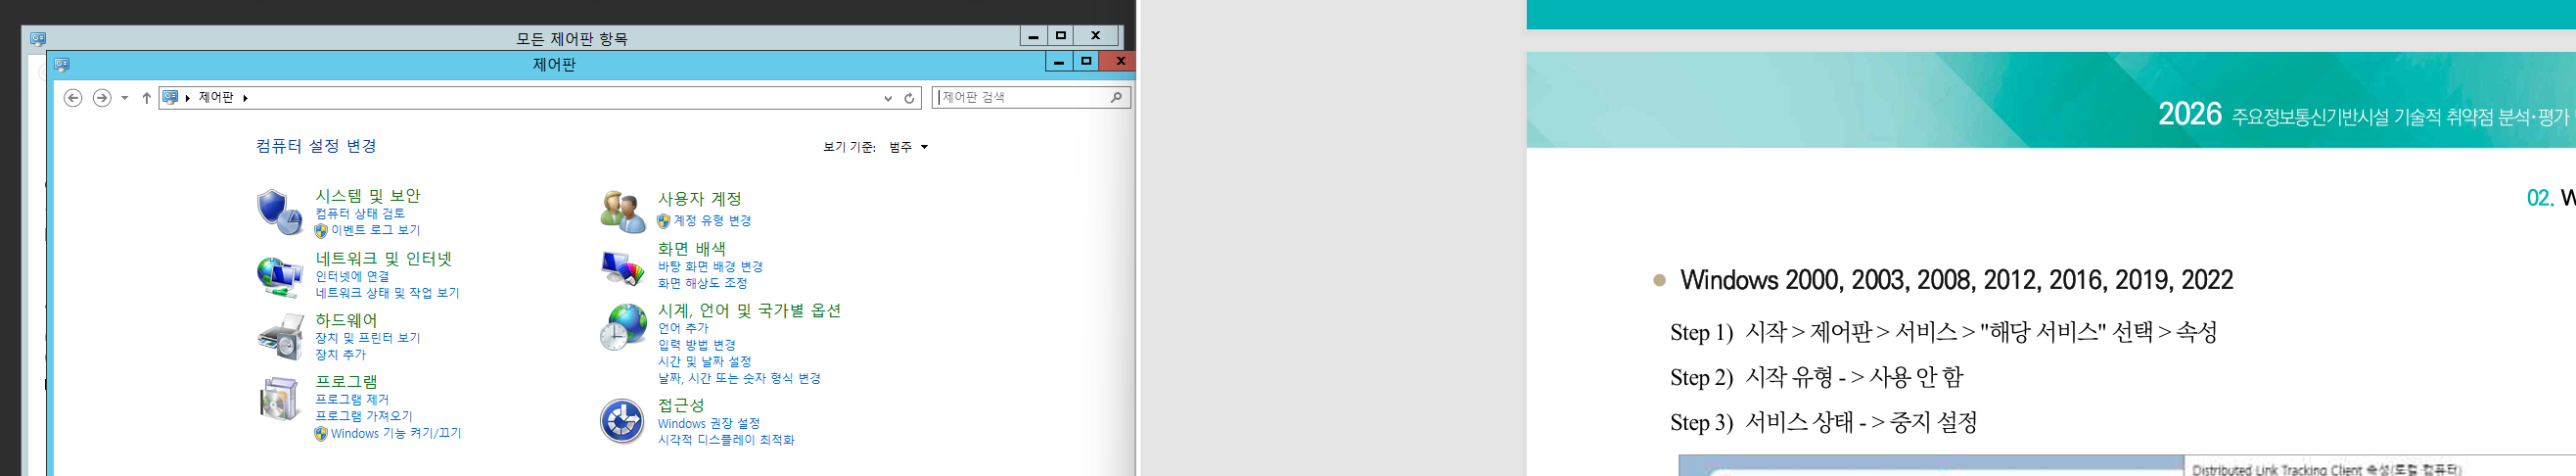 모든 제어판 항목
제어판
제어판
제어판 검색
컴퓨터 설정 변경
보기 기준: 범주
시스템 및 보안
컴퓨터 상태 검토
이벤트 로그 보기
네트워크 및 인터넷
인터넷에 연결
네트워크 상태 및 작업 보기
하드웨어
장치 및 프린터 보기
장치 추가
프로그램
프로그램 제거
프로그램 가져오기
Windows 기능 켜기/끄기
사용자 계정
계정 유형 변경
화면 배색
바탕 화면 배경 변경
화면 해상도 조정
시계, 언어 및 국가별 옵션
언어 추가
입력 방법 변경
시간 및 날짜 설정
날짜, 시간 또는 숫자 형식 변경
접근성
Windows 권장 설정
시각적 디스플레이 최적화
2026 주요정보통신기반시설 기술적 취약점 분석·평가
02. W
Windows 2000, 2003, 2008, 2012, 2016, 2019, 2022
Step 1) 시작 > 제어판 > 서비스 > "해당 서비스" 선택 > 속성
Step 2) 시작 유형 - > 사용 안 함
Step 3) 서비스 상태 - > 중지 설정
Distributed Link Tracking Client 속성(로컬 컴퓨터)